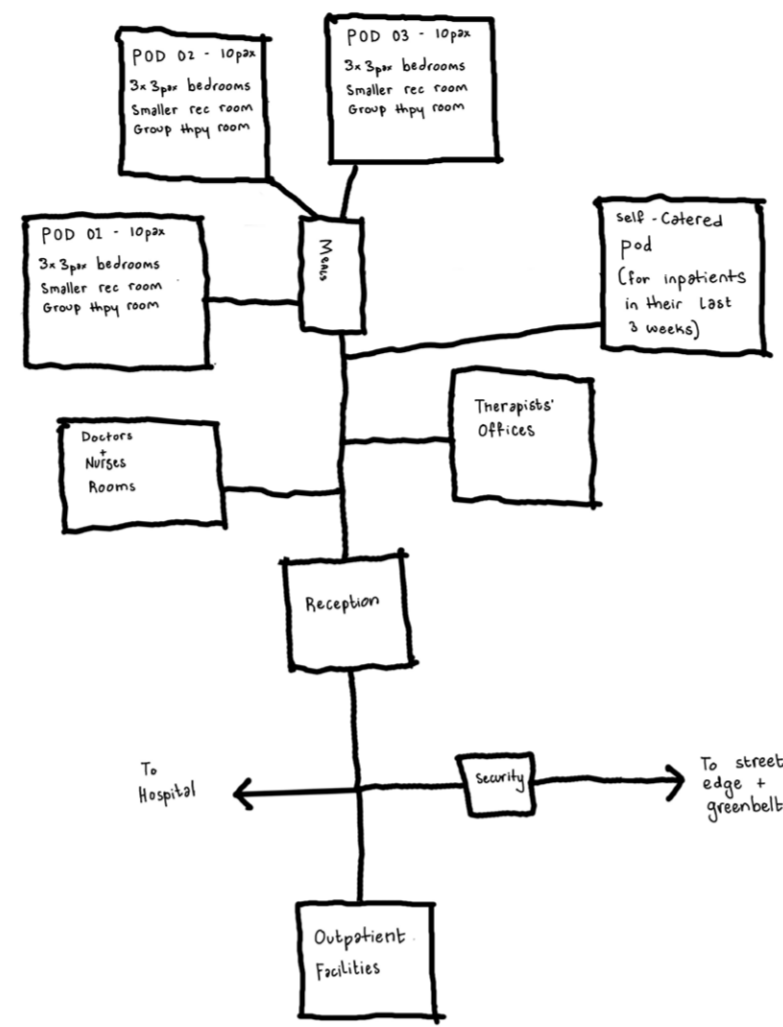 POD 02 - 10pax
3x 3pax bedrooms
Smaller rec room
Group thpy room
POD 03 - 10pax
3x 3pax bedrooms
Smaller rec room
Group thpy room
POD 01 - 10pax
3x 3pax bedrooms
Smaller rec room
Group thpy room
Meals
self-Catered
pod
(for inpatients
in their last
3 weeks)
Therapists'
Offices
Doctors
+
Nurses
Rooms
Reception
To
Hospital
Security
To street
edge +
greenbelt
Outpatient
Facilities